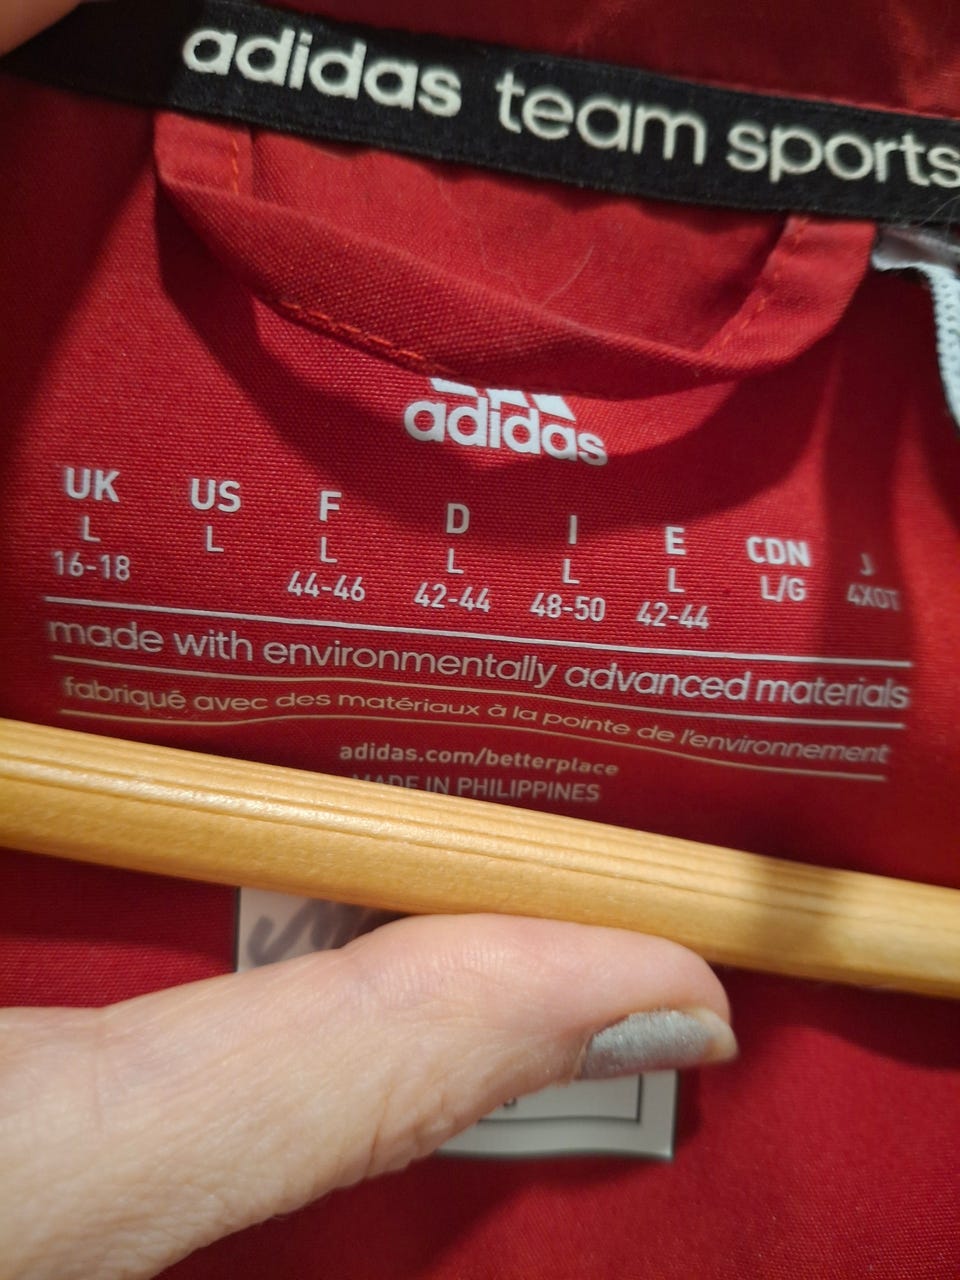 adidas team sports
adidas
UK US F D I E CDN J
L L L L L L L/G 4XOT
16-18 44-46 42-44 48-50 42-44
made with environmentally advanced materials
fabriqué avec des matériaux à la pointe de l'environnement
adidas.com/betterplace
MADE IN PHILIPPINES